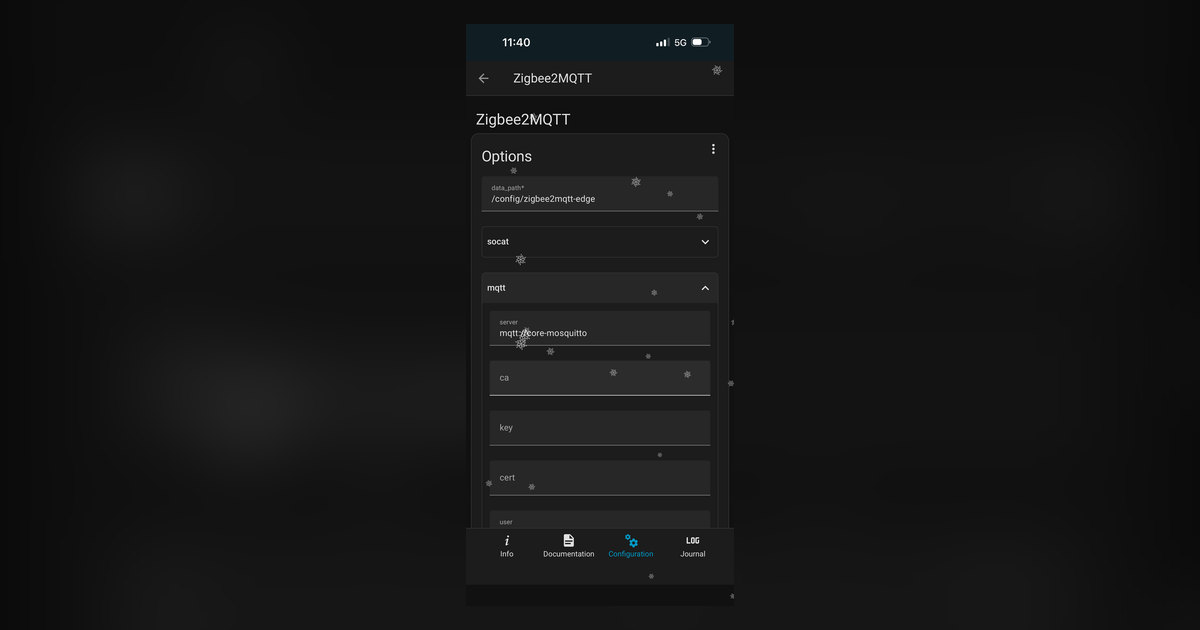 11:40
5G
Zigbee2MQTT
Zigbee2MQTT
Options
data_path*
/config/zigbee2mqtt-edge
socat
mqtt
server
mqtt://core-mosquitto
ca
key
cert
user
i
Info
Documentation
Configuration
LOG
Journal